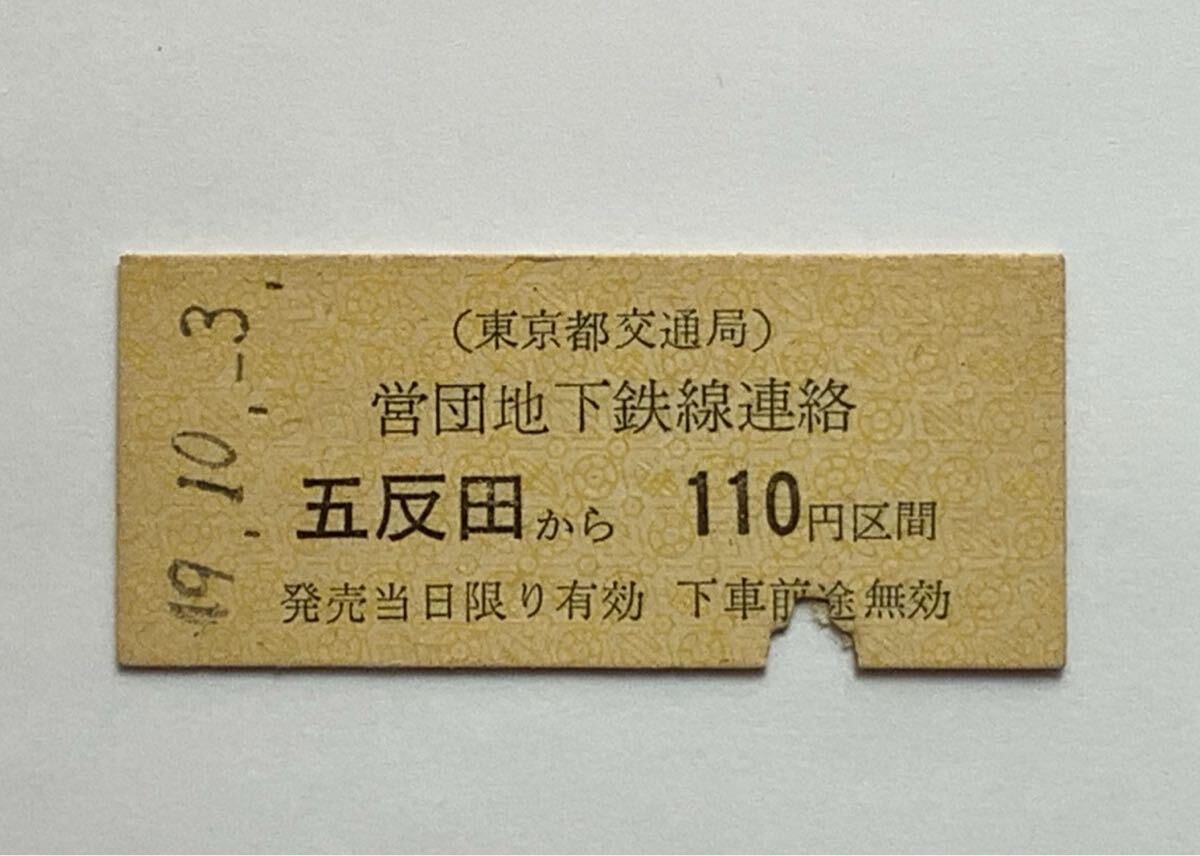 (東京都交通局)
営団地下鉄線連絡
五反田から 110円区間
発売当日限り有効 下車前途無効
49.10.-3.